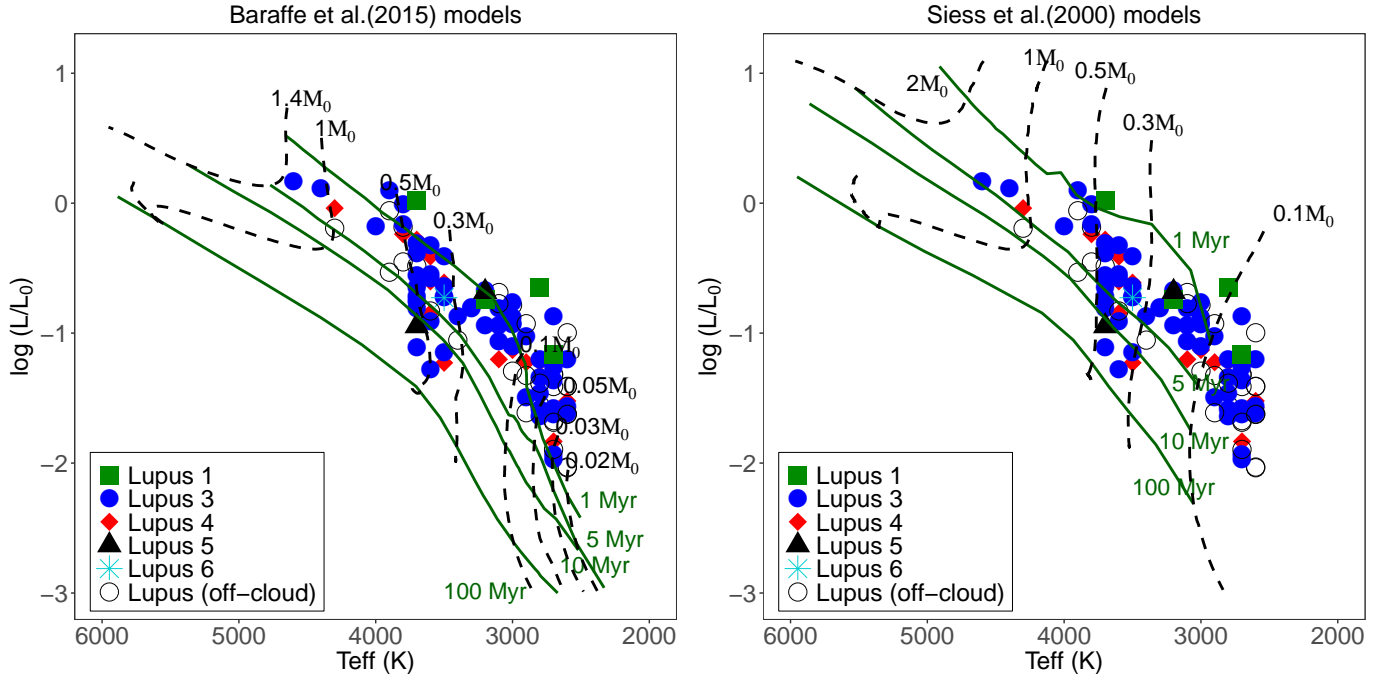 Baraffe et al.(2015) models
log (L/L0)
1
0
−1
−2
−3
1.4M0
1M0
0.5M0
0.3M0
0.1M0
0.05M0
0.03M0
0.02M0
1 Myr
5 Myr
10 Myr
100 Myr
Lupus 1
Lupus 3
Lupus 4
Lupus 5
Lupus 6
Lupus (off−cloud)
6000 5000 4000 3000 2000
Teff (K)
Siess et al.(2000) models
log (L/L0)
1
0
−1
−2
−3
2M0
1M0
0.5M0
0.3M0
0.1M0
1 Myr
5 Myr
10 Myr
100 Myr
Lupus 1
Lupus 3
Lupus 4
Lupus 5
Lupus 6
Lupus (off−cloud)
6000 5000 4000 3000 2000
Teff (K)